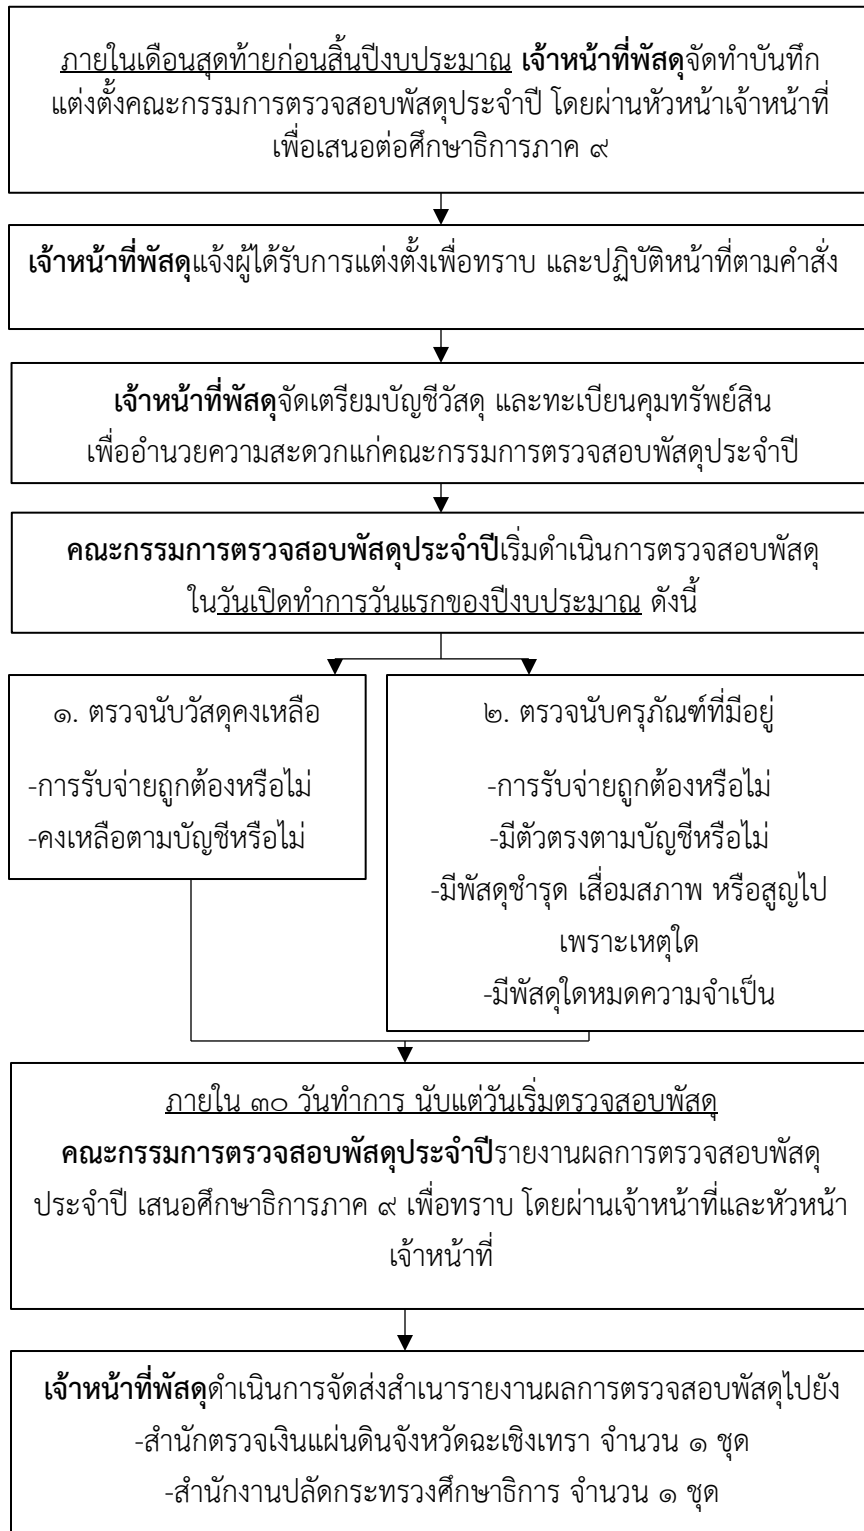 ภายในเดือนสุดท้ายก่อนสิ้นปีงบประมาณ เจ้าหน้าที่พัสดุจัดทำบันทึก
แต่งตั้งคณะกรรมการตรวจสอบพัสดุประจำปี โดยผ่านหัวหน้าเจ้าหน้าที่
เพื่อเสนอต่อศึกษาธิการภาค ๙
เจ้าหน้าที่พัสดุแจ้งผู้ได้รับการแต่งตั้งเพื่อทราบ และปฏิบัติหน้าที่ตามคำสั่ง
เจ้าหน้าที่พัสดุจัดเตรียมบัญชีวัสดุ และทะเบียนคุมทรัพย์สิน
เพื่ออำนวยความสะดวกแก่คณะกรรมการตรวจสอบพัสดุประจำปี
คณะกรรมการตรวจสอบพัสดุประจำปีเริ่มดำเนินการตรวจสอบพัสดุ
ในวันเปิดทำการวันแรกของปีงบประมาณ ดังนี้
๑. ตรวจนับวัสดุคงเหลือ
-การรับจ่ายถูกต้องหรือไม่
-คงเหลือตามบัญชีหรือไม่
๒. ตรวจนับครุภัณฑ์ที่มีอยู่
-การรับจ่ายถูกต้องหรือไม่
-มีตัวตรงตามบัญชีหรือไม่
-มีพัสดุชำรุด เสื่อมสภาพ หรือสูญไป
เพราะเหตุใด
-มีพัสดุใดหมดความจำเป็น
ภายใน ๓๐ วันทำการ นับแต่วันเริ่มตรวจสอบพัสดุ
คณะกรรมการตรวจสอบพัสดุประจำปีรายงานผลการตรวจสอบพัสดุ
ประจำปี เสนอศึกษาธิการภาค ๙ เพื่อทราบ โดยผ่านเจ้าหน้าที่และหัวหน้า
เจ้าหน้าที่
เจ้าหน้าที่พัสดุดำเนินการจัดส่งสำเนารายงานผลการตรวจสอบพัสดุไปยัง
-สำนักตรวจเงินแผ่นดินจังหวัดฉะเชิงเทรา จำนวน ๑ ชุด
-สำนักงานปลัดกระทรวงศึกษาธิการ จำนวน ๑ ชุด